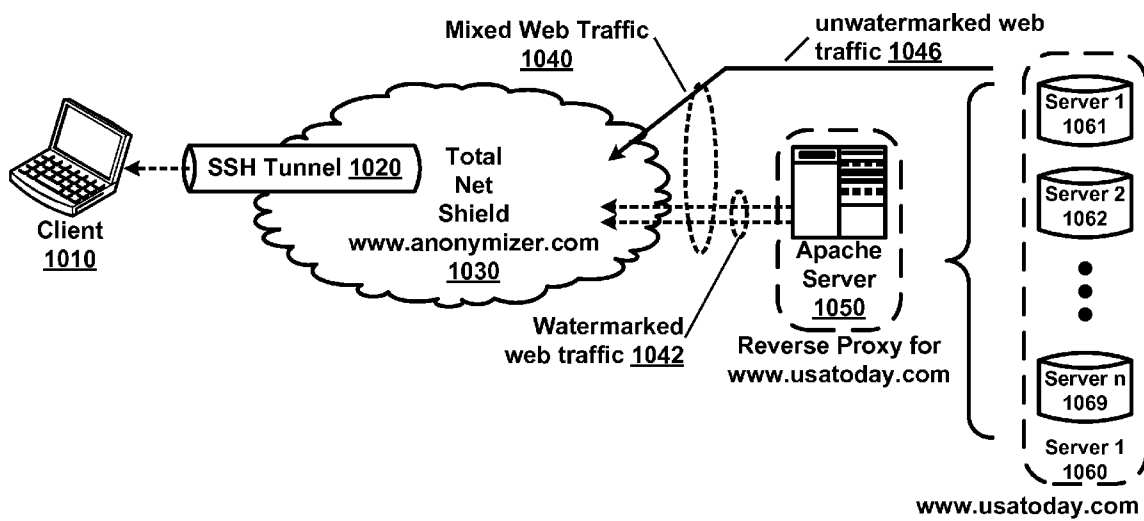 Mixed Web Traffic
1040
unwatermarked web
traffic 1046
Server 1
1061
SSH Tunnel 1020
Total
Net
Shield
www.anonymizer.com
1030
Client
1010
Server 2
1062
Apache
Server
1050
Watermarked
web traffic 1042
Reverse Proxy for
www.usatoday.com
Server n
1069
Server 1
1060
www.usatoday.com